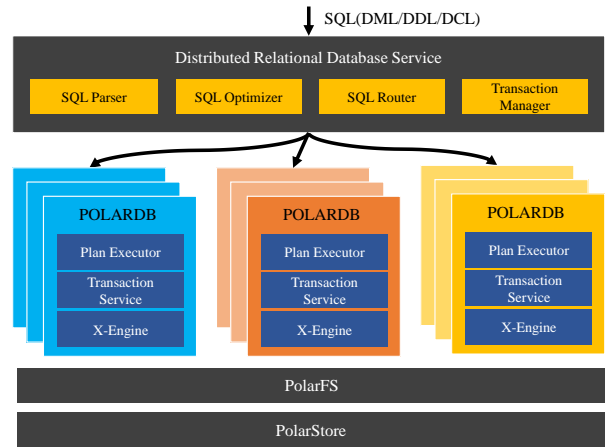 SQL(DML/DDL/DCL)
Distributed Relational Database Service
SQL Parser
SQL Optimizer
SQL Router
Transaction
Manager
POLARDB
Plan Executor
Transaction
Service
X-Engine
POLARDB
Plan Executor
Transaction
Service
X-Engine
POLARDB
Plan Executor
Transaction
Service
X-Engine
PolarFS
PolarStore